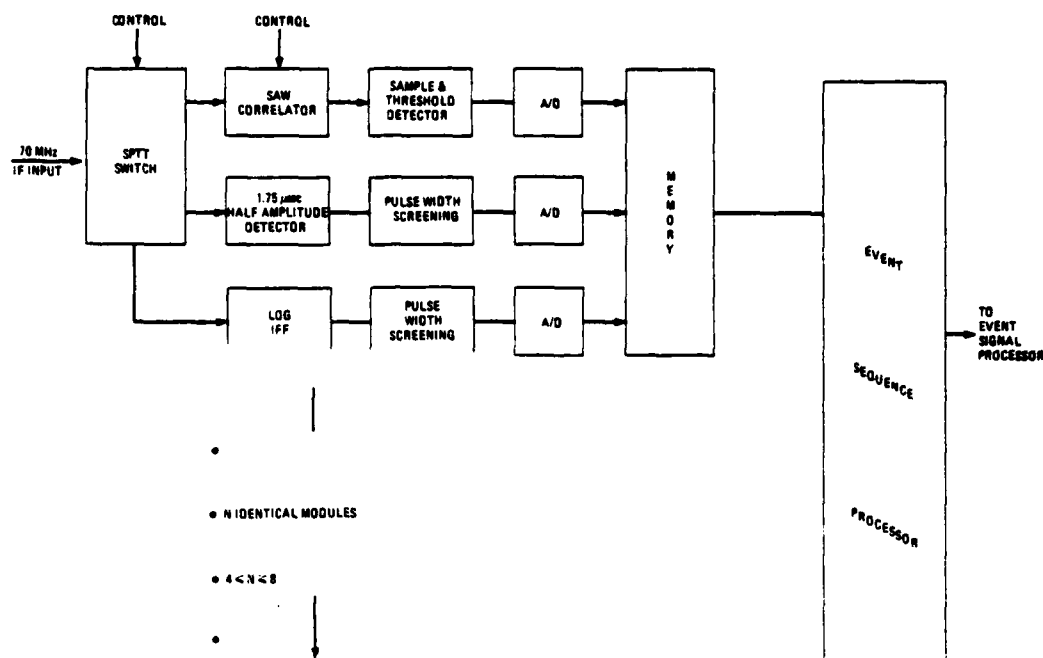 CONTROL
CONTROL
70 MHz
IF INPUT
SPTT
SWITCH
SAW
CORRELATOR
SAMPLE &
THRESHOLD
DETECTOR
A/D
1.75 μsec
HALF AMPLITUDE
DETECTOR
PULSE WIDTH
SCREENING
A/D
LOG
IFF
PULSE
WIDTH
SCREENING
A/D
MEMORY
EVENT
SEQUENCE
PROCESSOR
TO
EVENT
SIGNAL
PROCESSOR
• N IDENTICAL MODULES
• 4 < N ≤ 8